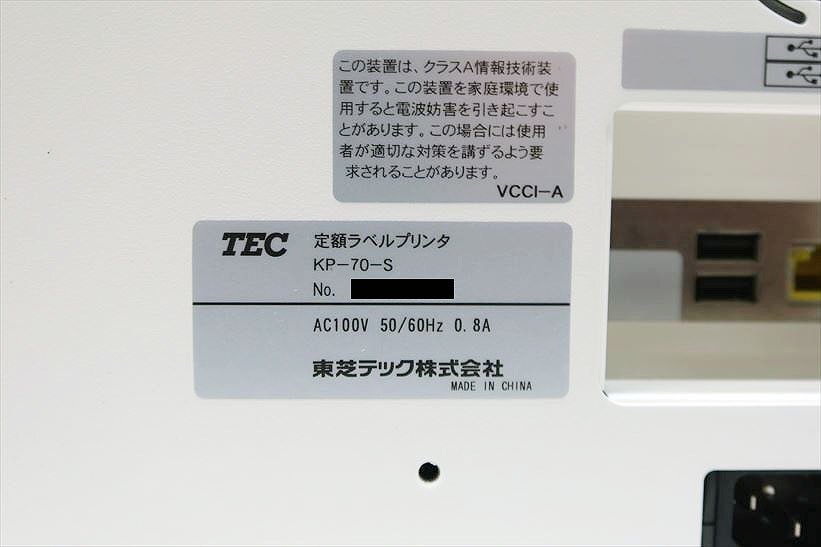 この装置は、クラスA情報技術装
置です。この装置を家庭環境で使
用すると電波妨害を引き起こすこ
とがあります。この場合には使用
者が適切な対策を講ずるよう要
求されることがあります。
VCCI-A
TEC 定額ラベルプリンタ
KP-70-S
No.
AC100V 50/60Hz 0.8A
東芝テック株式会社
MADE IN CHINA